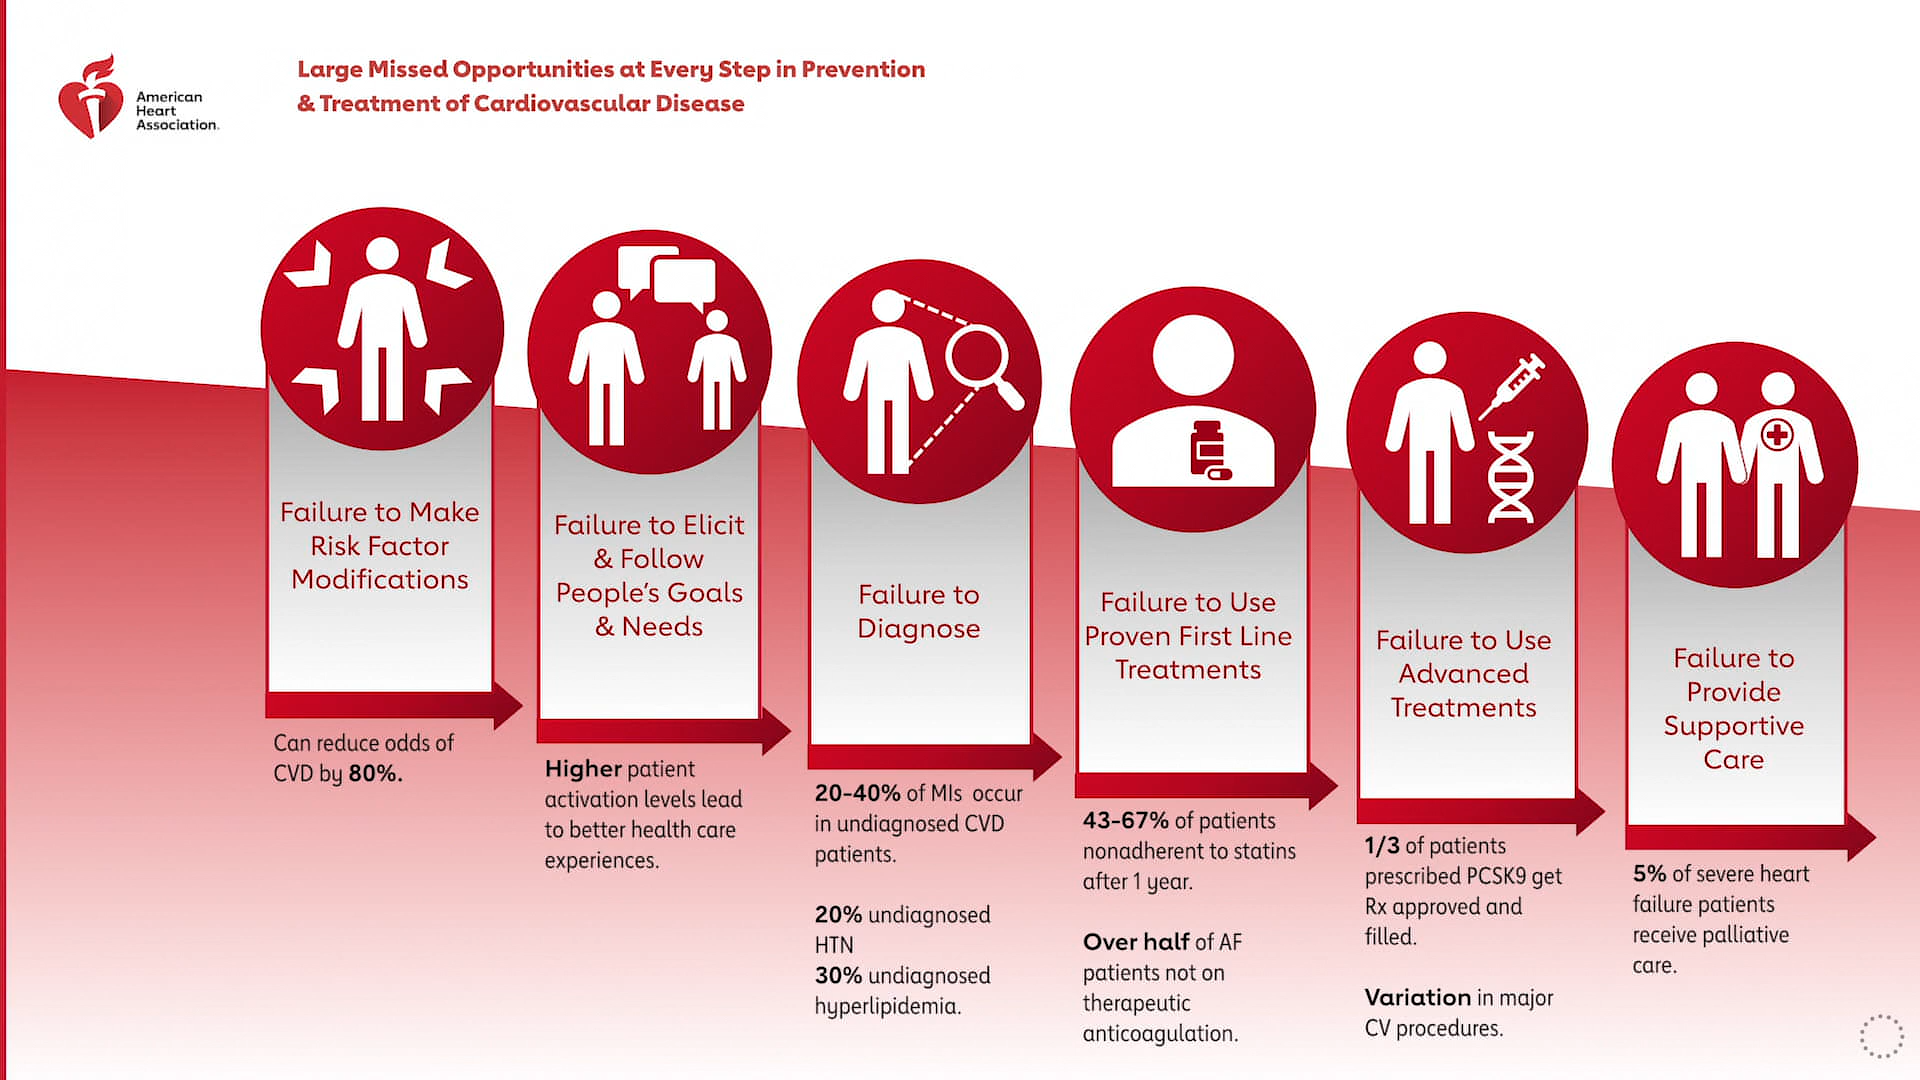 American
Heart
Association.
Large Missed Opportunities at Every Step in Prevention
& Treatment of Cardiovascular Disease
Failure to Make
Risk Factor
Modifications
Can reduce odds of
CVD by 80%.
Failure to Elicit
& Follow
People's Goals
& Needs
Higher patient
activation levels lead
to better health care
experiences.
Failure to
Diagnose
20-40% of MIs occur
in undiagnosed CVD
patients.
20% undiagnosed
HTN
30% undiagnosed
hyperlipidemia.
Failure to Use
Proven First Line
Treatments
43-67% of patients
nonadherent to statins
after 1 year.
Over half of AF
patients not on
therapeutic
anticoagulation.
Failure to Use
Advanced
Treatments
1/3 of patients
prescribed PCSK9 get
Rx approved and
filled.
Variation in major
CV procedures.
Failure to
Provide
Supportive
Care
5% of severe heart
failure patients
receive palliative
care.